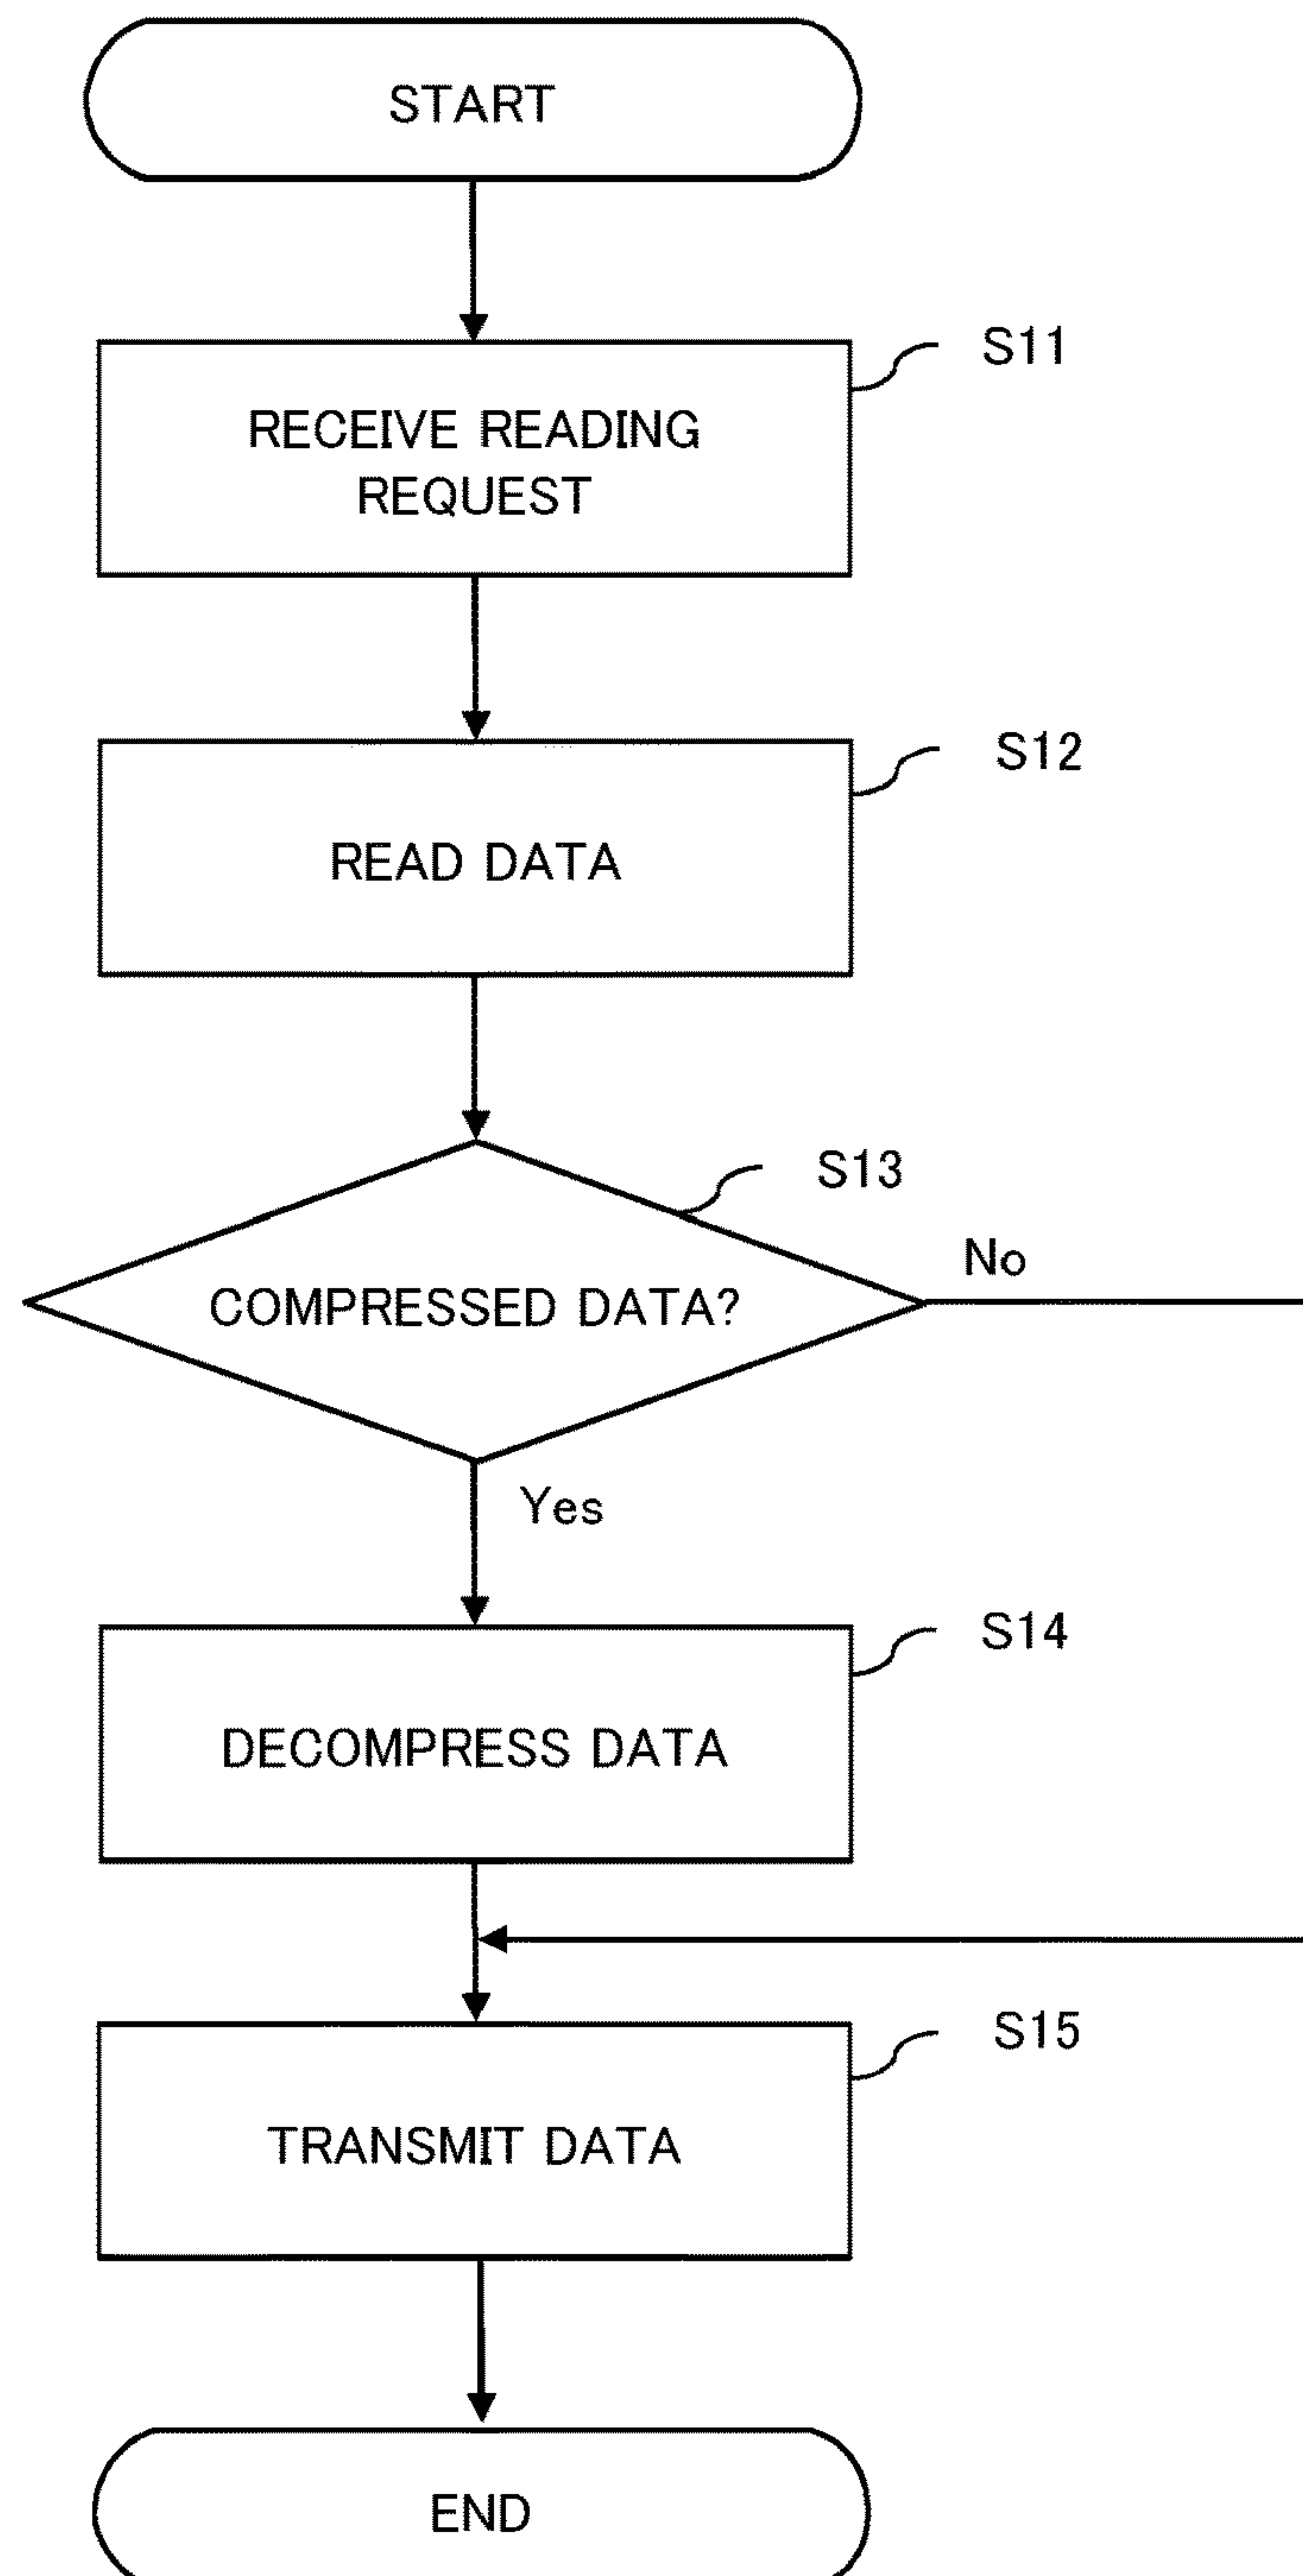 START
S11
RECEIVE READING
REQUEST
S12
READ DATA
S13
No
COMPRESSED DATA?
Yes
S14
DECOMPRESS DATA
S15
TRANSMIT DATA
END